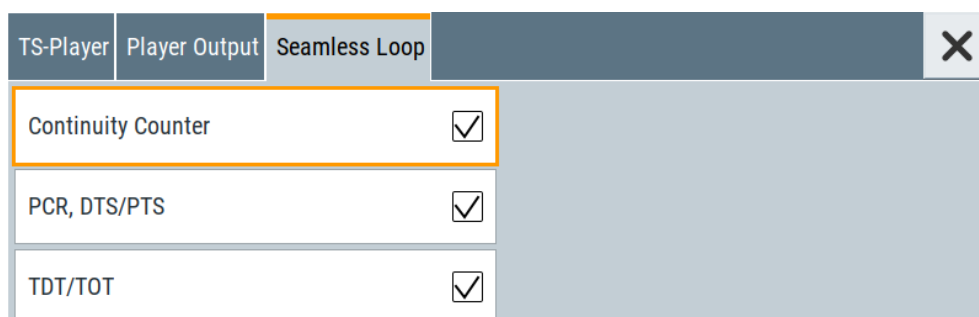 TS-Player Player Output Seamless Loop
Continuity Counter
PCR, DTS/PTS
TDT/TOT